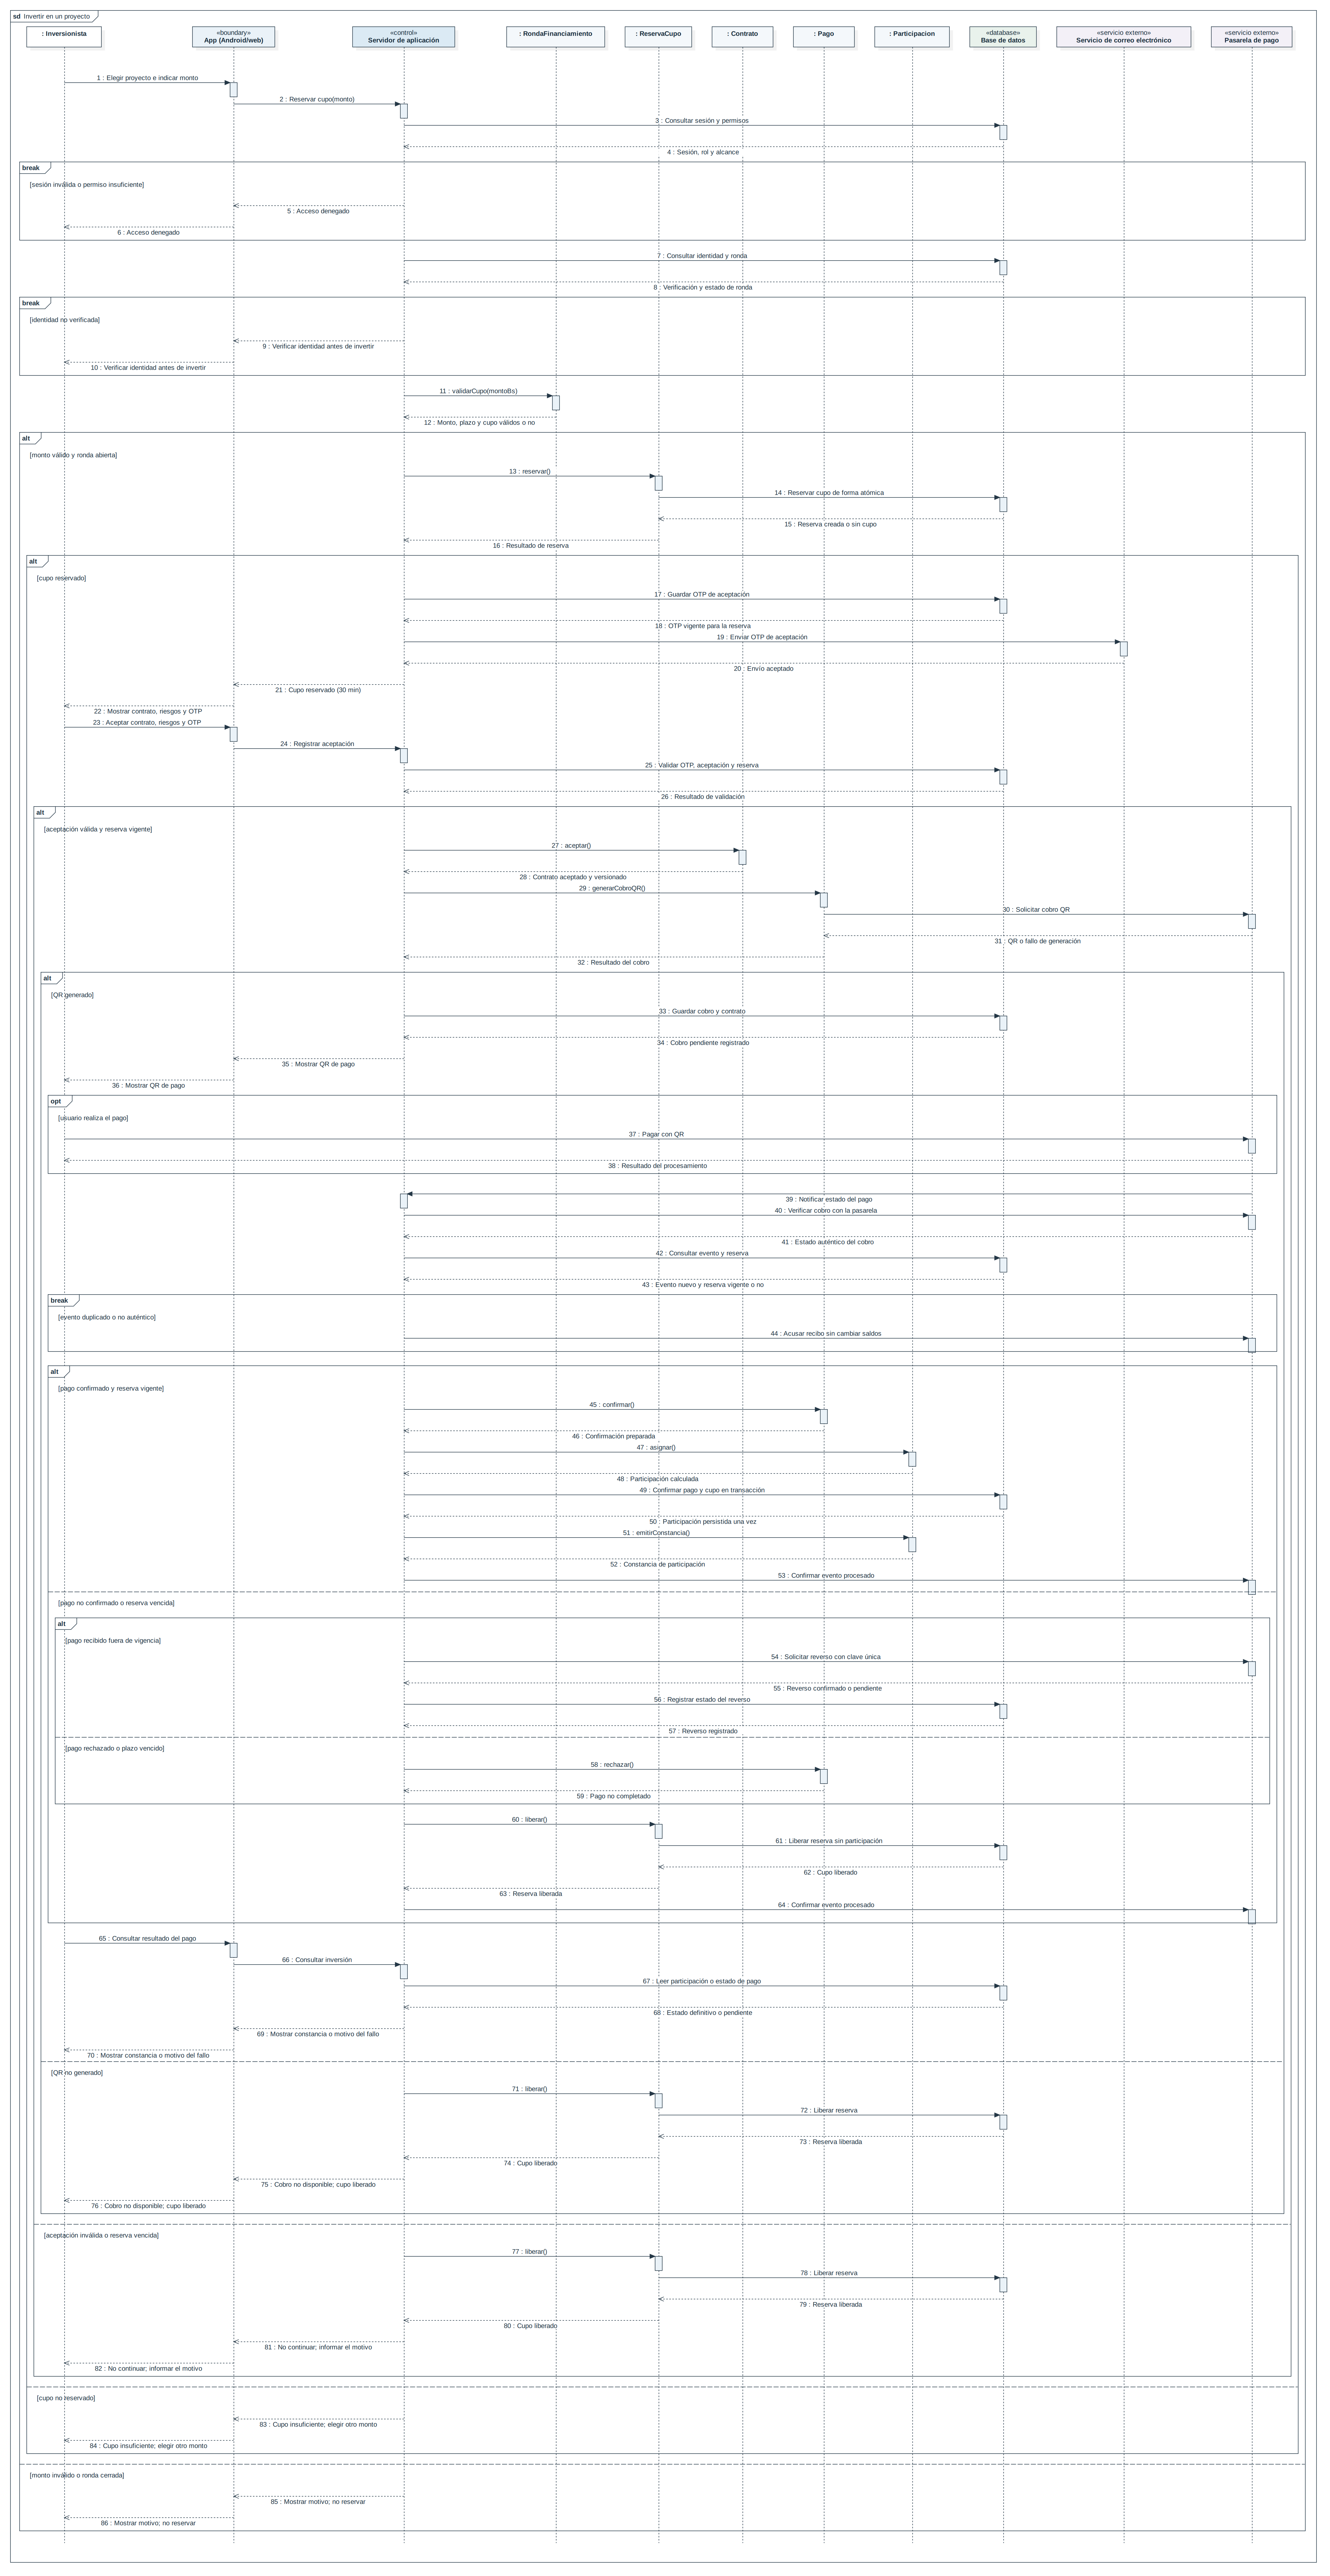 sd Invertir en un proyecto
: Inversionista
«boundary»
App (Android/web)
«control»
Servidor de aplicación
: RondaFinanciamiento
: ReservaCupo
: Contrato
: Pago
: Participacion
«database»
Base de datos
«servicio externo»
Servicio de correo electrónico
«servicio externo»
Pasarela de pago
1 : Elegir proyecto e indicar monto
2 : Reservar cupo(monto)
3 : Consultar sesión y permisos
4 : Sesión, rol y alcance
break
[sesión inválida o permiso insuficiente]
5 : Acceso denegado
6 : Acceso denegado
7 : Consultar identidad y ronda
8 : Verificación y estado de ronda
break
[identidad no verificada]
9 : Verificar identidad antes de invertir
10 : Verificar identidad antes de invertir
11 : validarCupo(montoBs)
12 : Monto, plazo y cupo válidos o no
alt
[monto válido y ronda abierta]
13 : reservar()
14 : Reservar cupo de forma atómica
15 : Reserva creada o sin cupo
16 : Resultado de reserva
alt
[cupo reservado]
17 : Guardar OTP de aceptación
18 : OTP vigente para la reserva
19 : Enviar OTP de aceptación
20 : Envío aceptado
21 : Cupo reservado (30 min)
22 : Mostrar contrato, riesgos y OTP
23 : Aceptar contrato, riesgos y OTP
24 : Registrar aceptación
25 : Validar OTP, aceptación y reserva
26 : Resultado de validación
alt
[aceptación válida y reserva vigente]
27 : aceptar()
28 : Contrato aceptado y versionado
29 : generarCobroQR()
30 : Solicitar cobro QR
31 : QR o fallo de generación
32 : Resultado del cobro
alt
[QR generado]
33 : Guardar cobro y contrato
34 : Cobro pendiente registrado
35 : Mostrar QR de pago
36 : Mostrar QR de pago
opt
[usuario realiza el pago]
37 : Pagar con QR
38 : Resultado del procesamiento
39 : Notificar estado del pago
40 : Verificar cobro con la pasarela
41 : Estado auténtico del cobro
42 : Consultar evento y reserva
43 : Evento nuevo y reserva vigente o no
break
[evento duplicado o no auténtico]
44 : Acusar recibo sin cambiar saldos
alt
[pago confirmado y reserva vigente]
45 : confirmar()
46 : Confirmación preparada
47 : asignar()
48 : Participación calculada
49 : Confirmar pago y cupo en transacción
50 : Participación persistida una vez
51 : emitirConstancia()
52 : Constancia de participación
53 : Confirmar evento procesado
[pago no confirmado o reserva vencida]
alt
[pago recibido fuera de vigencia]
54 : Solicitar reverso con clave única
55 : Reverso confirmado o pendiente
56 : Registrar estado del reverso
57 : Reverso registrado
[pago rechazado o plazo vencido]
58 : rechazar()
59 : Pago no completado
60 : liberar()
61 : Liberar reserva sin participación
62 : Cupo liberado
63 : Reserva liberada
64 : Confirmar evento procesado
65 : Consultar resultado del pago
66 : Consultar inversión
67 : Leer participación o estado de pago
68 : Estado definitivo o pendiente
69 : Mostrar constancia o motivo del fallo
70 : Mostrar constancia o motivo del fallo
[QR no generado]
71 : liberar()
72 : Liberar reserva
73 : Reserva liberada
74 : Cupo liberado
75 : Cobro no disponible; cupo liberado
76 : Cobro no disponible; cupo liberado
[aceptación inválida o reserva vencida]
77 : liberar()
78 : Liberar reserva
79 : Reserva liberada
80 : Cupo liberado
81 : No continuar; informar el motivo
82 : No continuar; informar el motivo
[cupo no reservado]
83 : Cupo insuficiente; elegir otro monto
84 : Cupo insuficiente; elegir otro monto
[monto inválido o ronda cerrada]
85 : Mostrar motivo; no reservar
86 : Mostrar motivo; no reservar